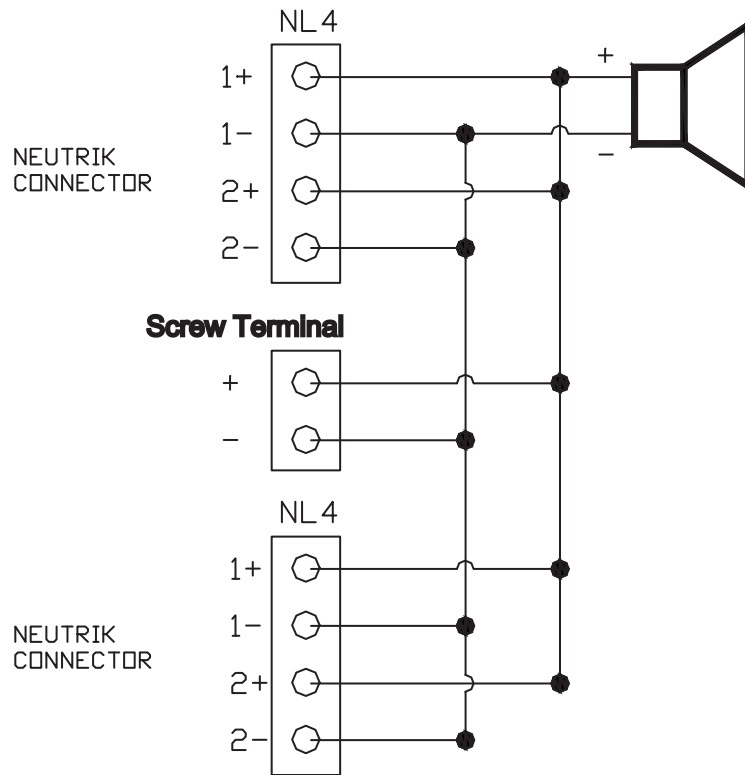 NL4
+
1+
1-
-
NEUTRIK
CONNECTOR
2+
2-
Screw Terminal
+
-
NL4
1+
1-
NEUTRIK
CONNECTOR
2+
2-